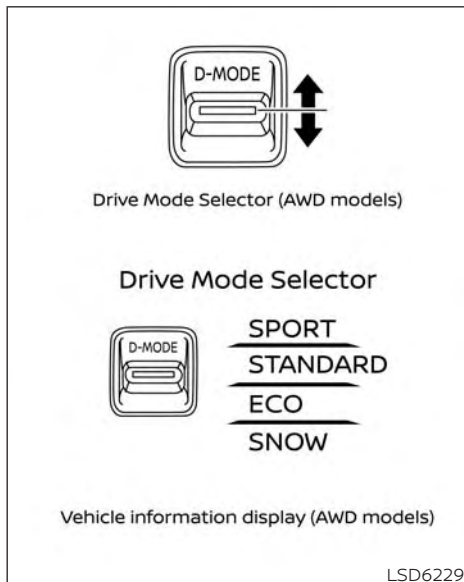 D-MODE
Drive Mode Selector (AWD models)
Drive Mode Selector
D-MODE
SPORT
STANDARD
ECO
SNOW
Vehicle information display (AWD models)
LSD6229